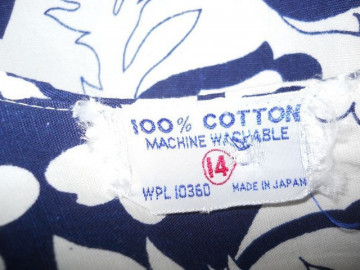 100% COTTON
MACHINE WASHABLE
14
WPL 10360 MADE IN JAPAN